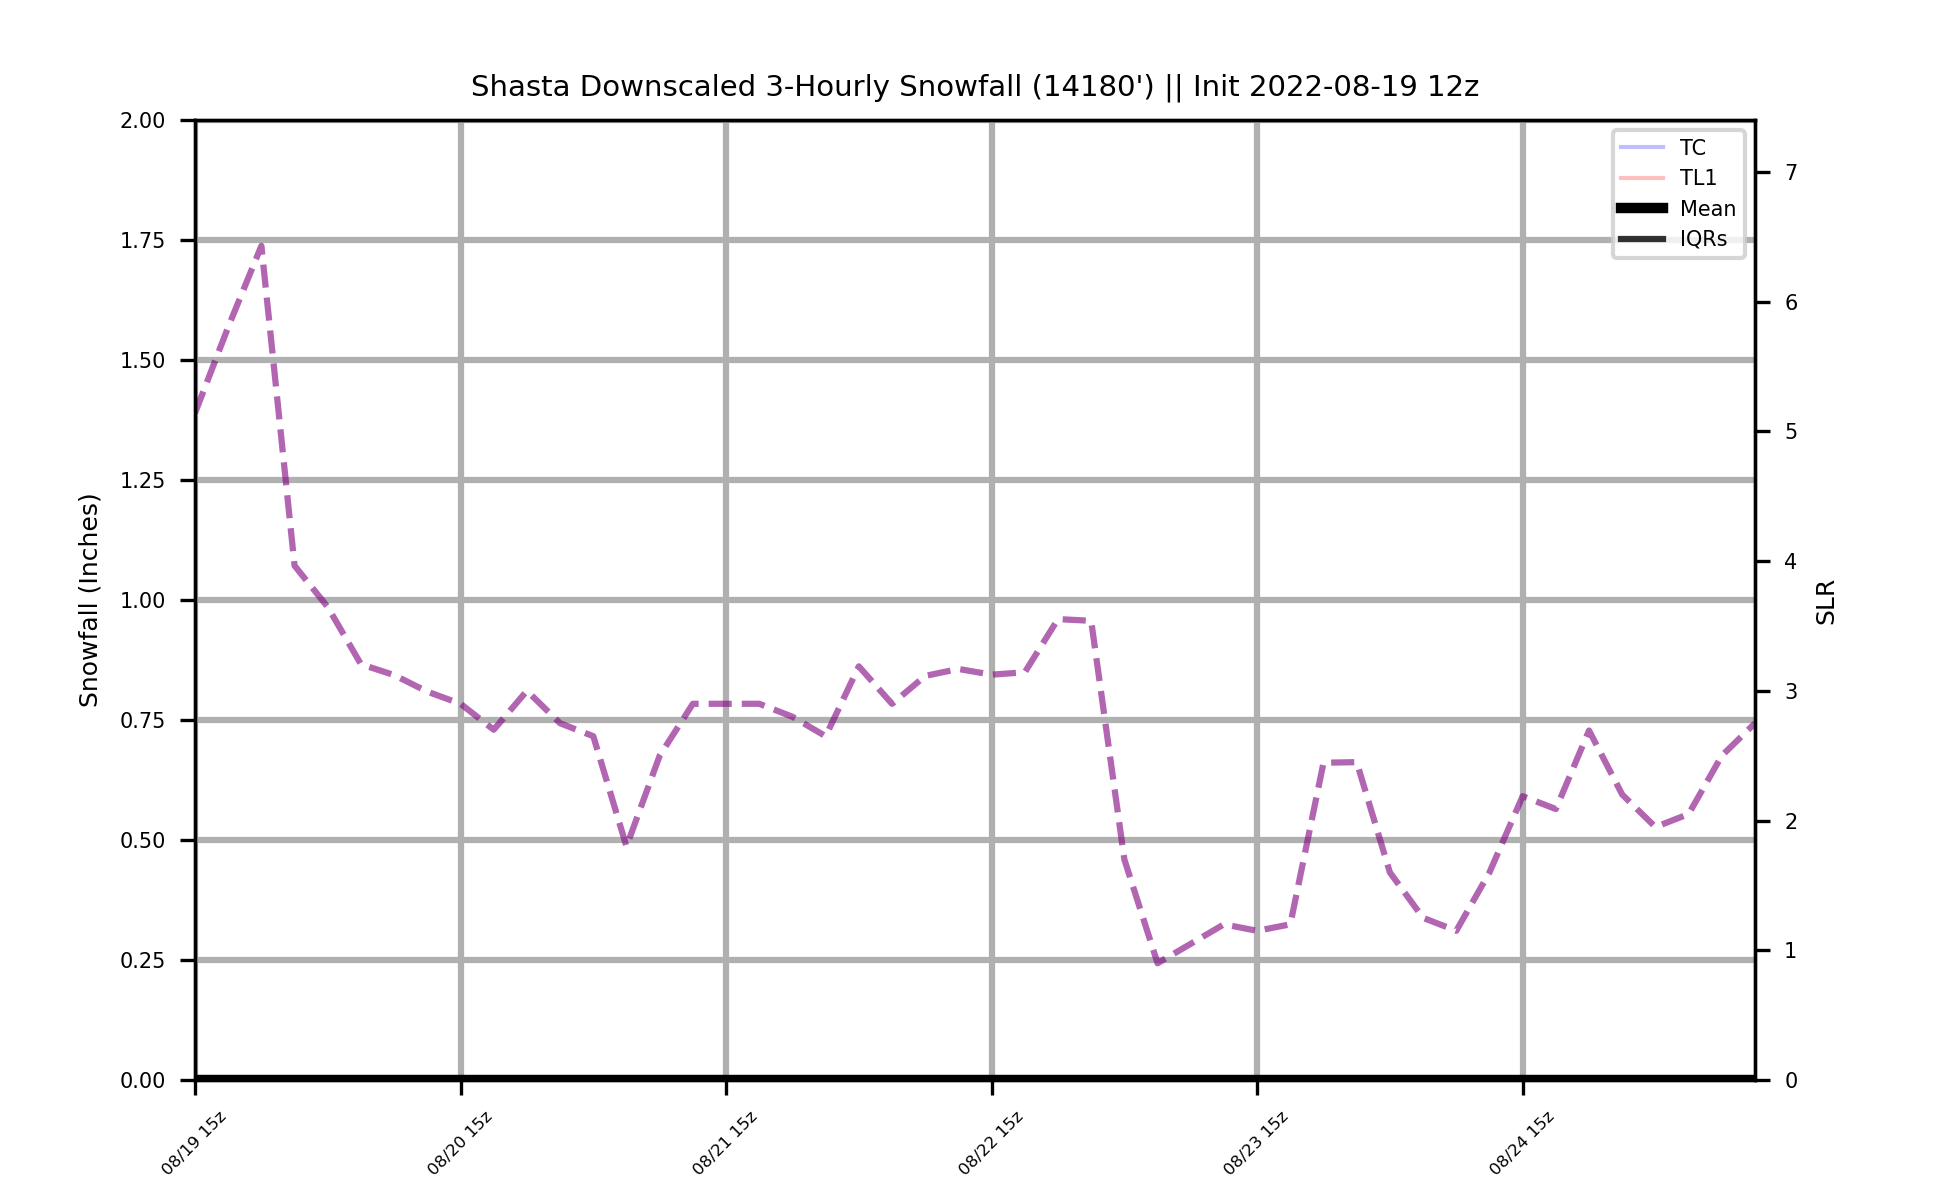 Shasta Downscaled 3-Hourly Snowfall (14180') || Init 2022-08-19 12z
2.00
1.75
1.50
1.25
1.00
0.75
0.50
0.25
0.00
Snowfall (Inches)
TC
TL1
Mean
IQRs
7
6
5
4
3
2
1
0
SLR
08/19 15z
08/20 15z
08/21 15z
08/22 15z
08/23 15z
08/24 15z